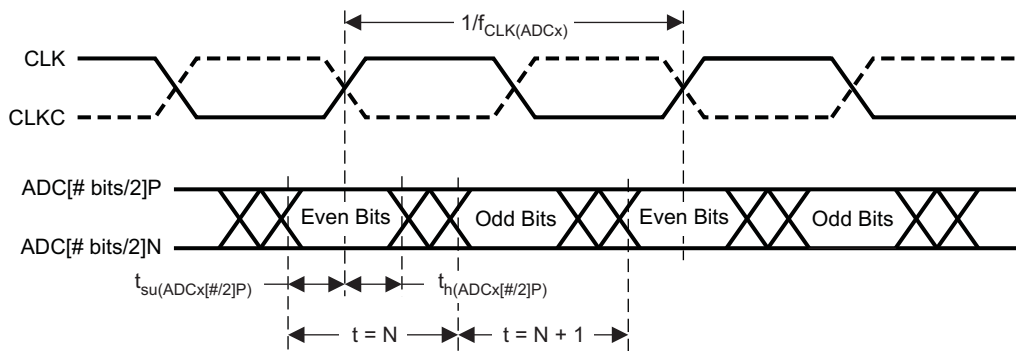 1/fCLK(ADCx)
CLK
CLKC
ADC[# bits/2]P
Even Bits
Odd Bits
Even Bits
Odd Bits
ADC[# bits/2]N
tsu(ADCx[#/2]P)
th(ADCx[#/2]P)
t = N
t = N + 1